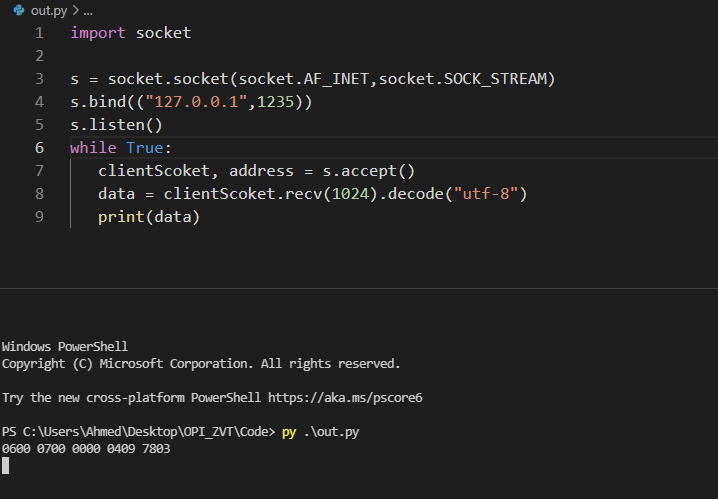 out.py > ...
1 import socket
2
3 s = socket.socket(socket.AF_INET,socket.SOCK_STREAM)
4 s.bind(("127.0.0.1",1235))
5 s.listen()
6 while True:
7    clientScoket, address = s.accept()
8    data = clientScoket.recv(1024).decode("utf-8")
9    print(data)
Windows PowerShell
Copyright (C) Microsoft Corporation. All rights reserved.
Try the new cross-platform PowerShell https://aka.ms/pscore6
PS C:\Users\Ahmed\Desktop\OPI_ZVT\Code> py .\out.py
0600 0700 0000 0409 7803